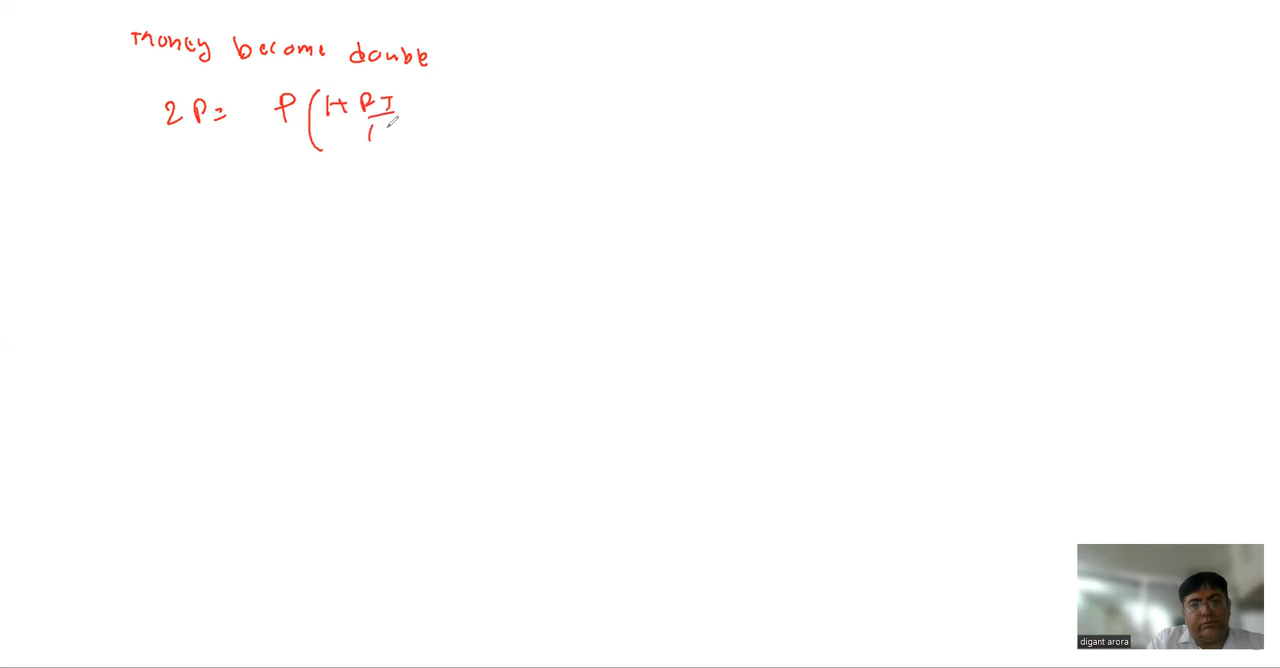 Money become double
2P = P(1+ RT/1
digant arora